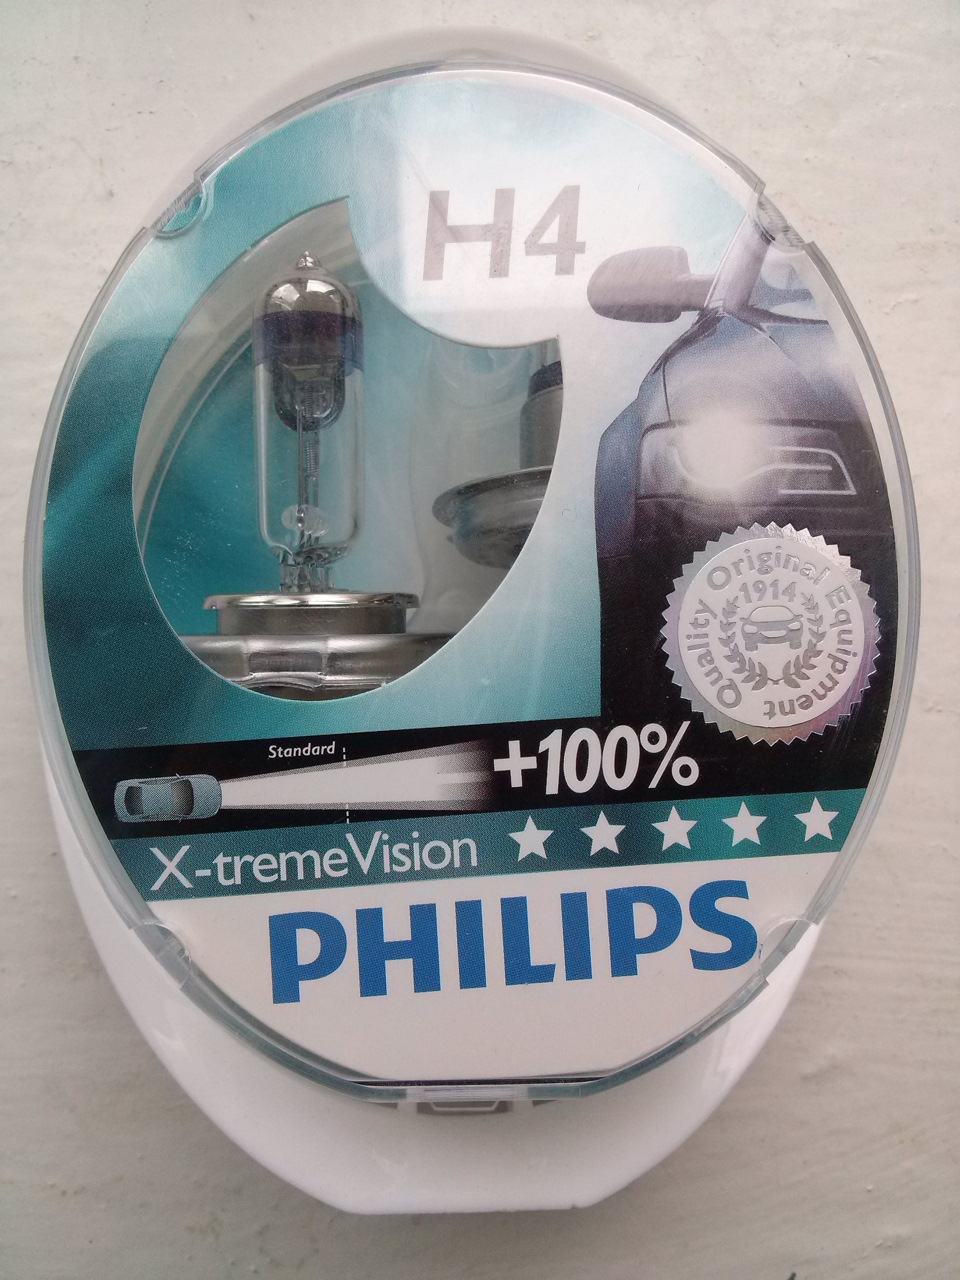 H4
Quality Original Equipment
1914
Standard
+100%
X-tremeVision
PHILIPS